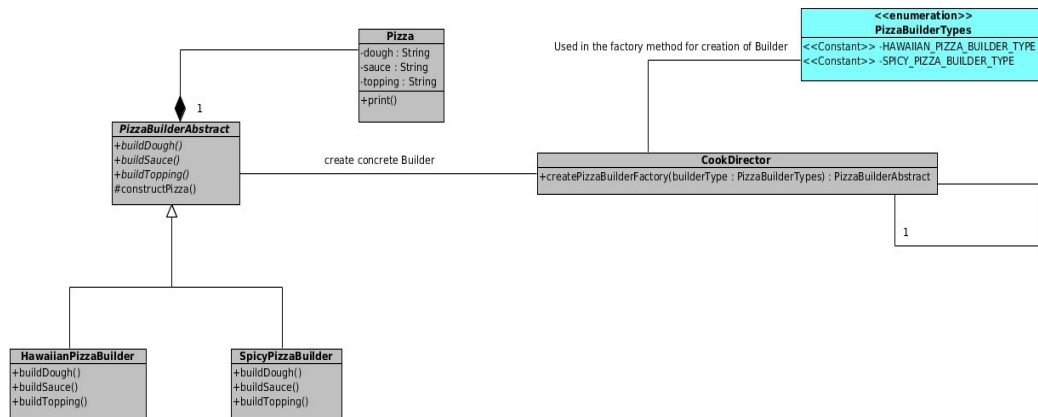 <<enumeration>>
PizzaBuilderTypes
<<Constant>> -HAWAIIAN_PIZZA_BUILDER_TYPE
<<Constant>> -SPICY_PIZZA_BUILDER_TYPE
Pizza
-dough : String
-sauce : String
-topping : String
+print()
Used in the factory method for creation of Builder
1
PizzaBuilderAbstract
+buildDough()
+buildSauce()
+buildTopping()
#constructPizza()
create concrete Builder
CookDirector
+createPizzaBuilderFactory(builderType : PizzaBuilderTypes) : PizzaBuilderAbstract
1
HawaiianPizzaBuilder
+buildDough()
+buildSauce()
+buildTopping()
SpicyPizzaBuilder
+buildDough()
+buildSauce()
+buildTopping()